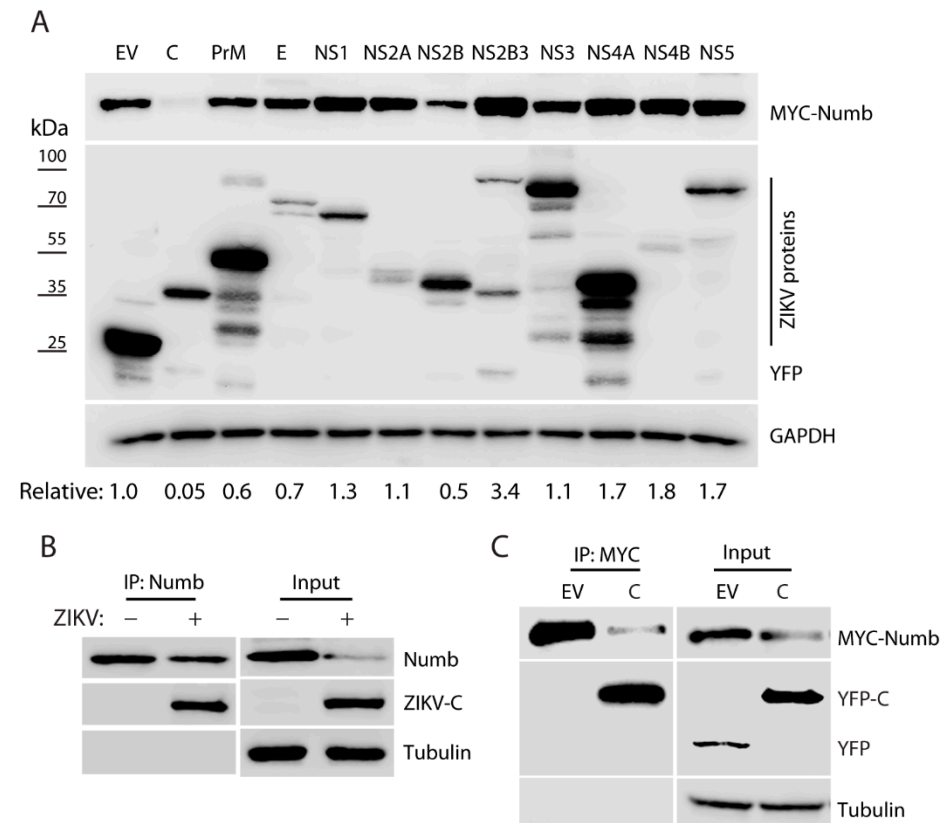 A
EV C PrM E NS1 NS2A NS2B NS2B3 NS3 NS4A NS4B NS5
MYC-Numb
kDa
100
70
55
35
25
ZIKV proteins
YFP
GAPDH
Relative: 1.0 0.05 0.6 0.7 1.3 1.1 0.5 3.4 1.1 1.7 1.8 1.7
B
IP: Numb Input
ZIKV: − + − +
Numb
ZIKV-C
Tubulin
C
IP: MYC Input
EV C EV C
MYC-Numb
YFP-C
YFP
Tubulin